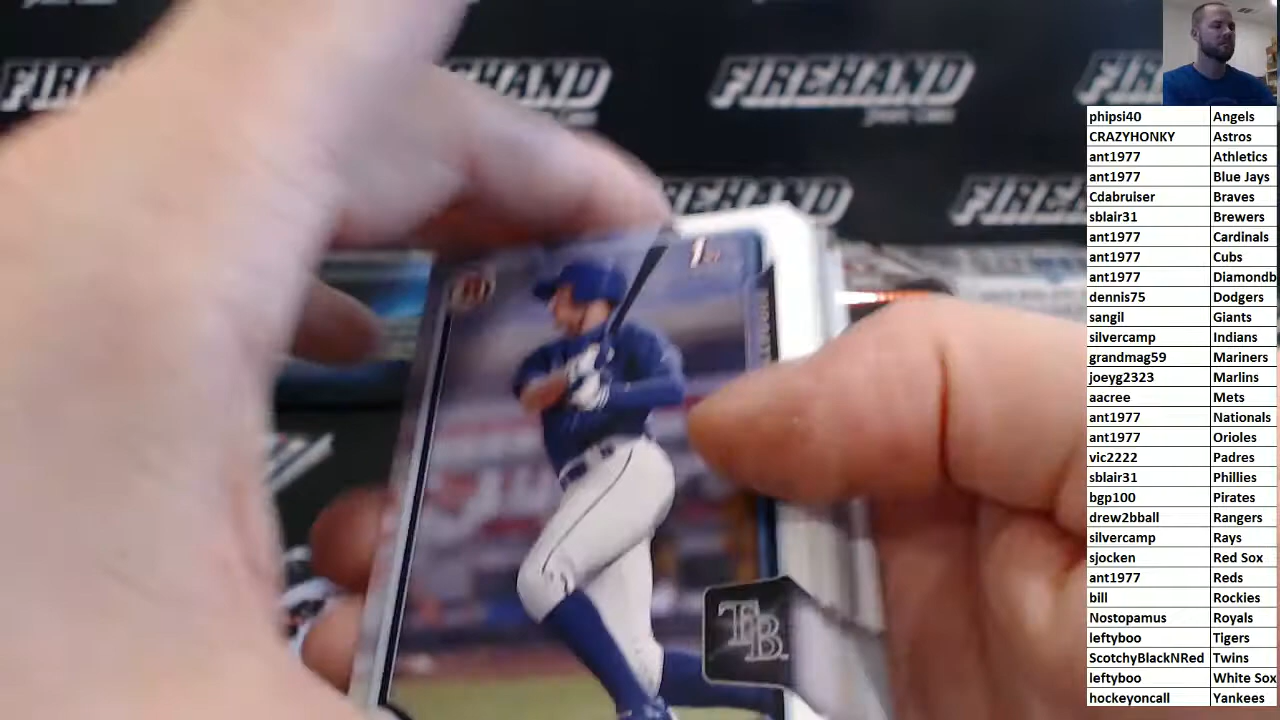 FIREHAND
FIREHAND
FIREHAND
FIREHAND
FIREHAND
1st
TB
phipsi40 Angels
CRAZYHONKY Astros
ant1977 Athletics
ant1977 Blue Jays
Cdabruiser Braves
sblair31 Brewers
ant1977 Cardinals
ant1977 Cubs
ant1977 Diamondb
dennis75 Dodgers
sangil Giants
silvercamp Indians
grandmag59 Mariners
joeyg2323 Marlins
aacree Mets
ant1977 Nationals
ant1977 Orioles
vic2222 Padres
sblair31 Phillies
bgp100 Pirates
drew2bball Rangers
silvercamp Rays
sjocken Red Sox
ant1977 Reds
bill Rockies
Nostopamus Royals
leftyboo Tigers
ScotchyBlackNRed Twins
leftyboo White Sox
hockeyoncall Yankees